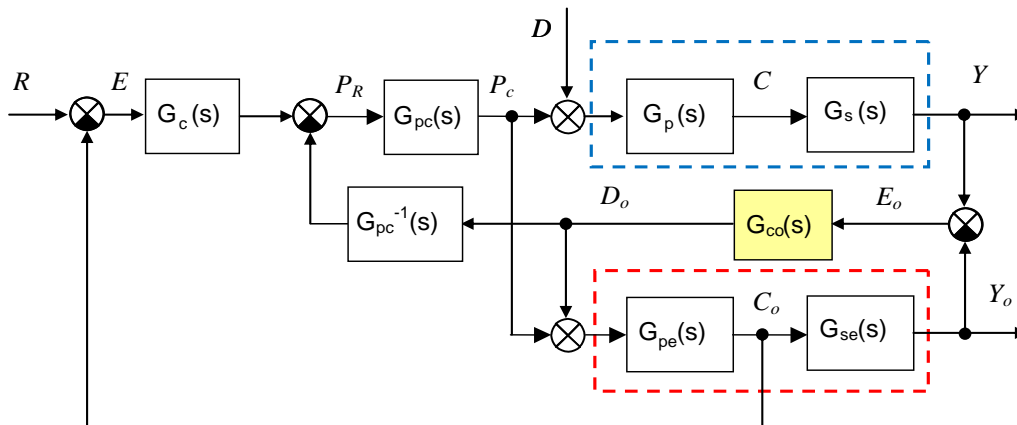 D
R
E
G_c(s)
P_R
G_pc(s)
P_c
G_p(s)
C
G_s(s)
Y
G_pc^-1(s)
D_o
G_co(s)
E_o
G_pe(s)
C_o
G_se(s)
Y_o